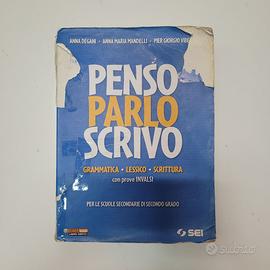 ANNA DEGANI • ANNA MARIA MANDELLI • PIER GIORGIO
PENSO
PARLO
SCRIVO
GRAMMATICA • LESSICO • SCRITTURA
con prove INVALSI
PER LE SCUOLE SECONDARIE DI SECONDO GRADO
SEI
subito